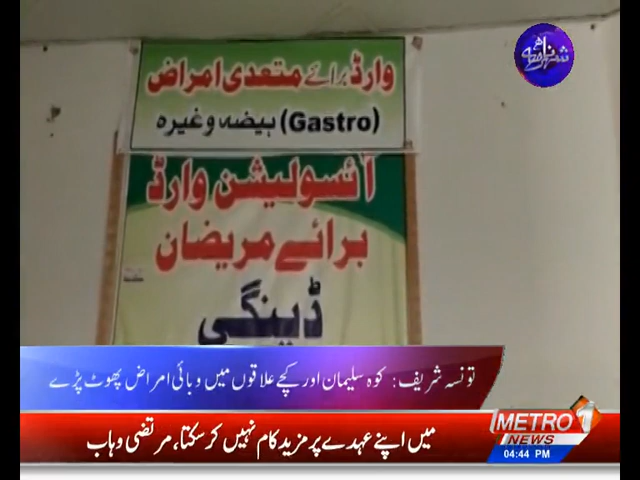 وارڈ برائے متعدی امراض
(Gastro) ہیضہ وغیرہ
آئسولیشن وارڈ
برائے مریضان
ڈینگی
تونسہ شریف: کوہ سلیمان اور کچے علاقوں میں وبائی امراض پھوٹ پڑے
میں اپنے عہدے پر مزید کام نہیں کر سکتا، مرتضیٰ وہاب
METRO 1
NEWS
04:44 PM